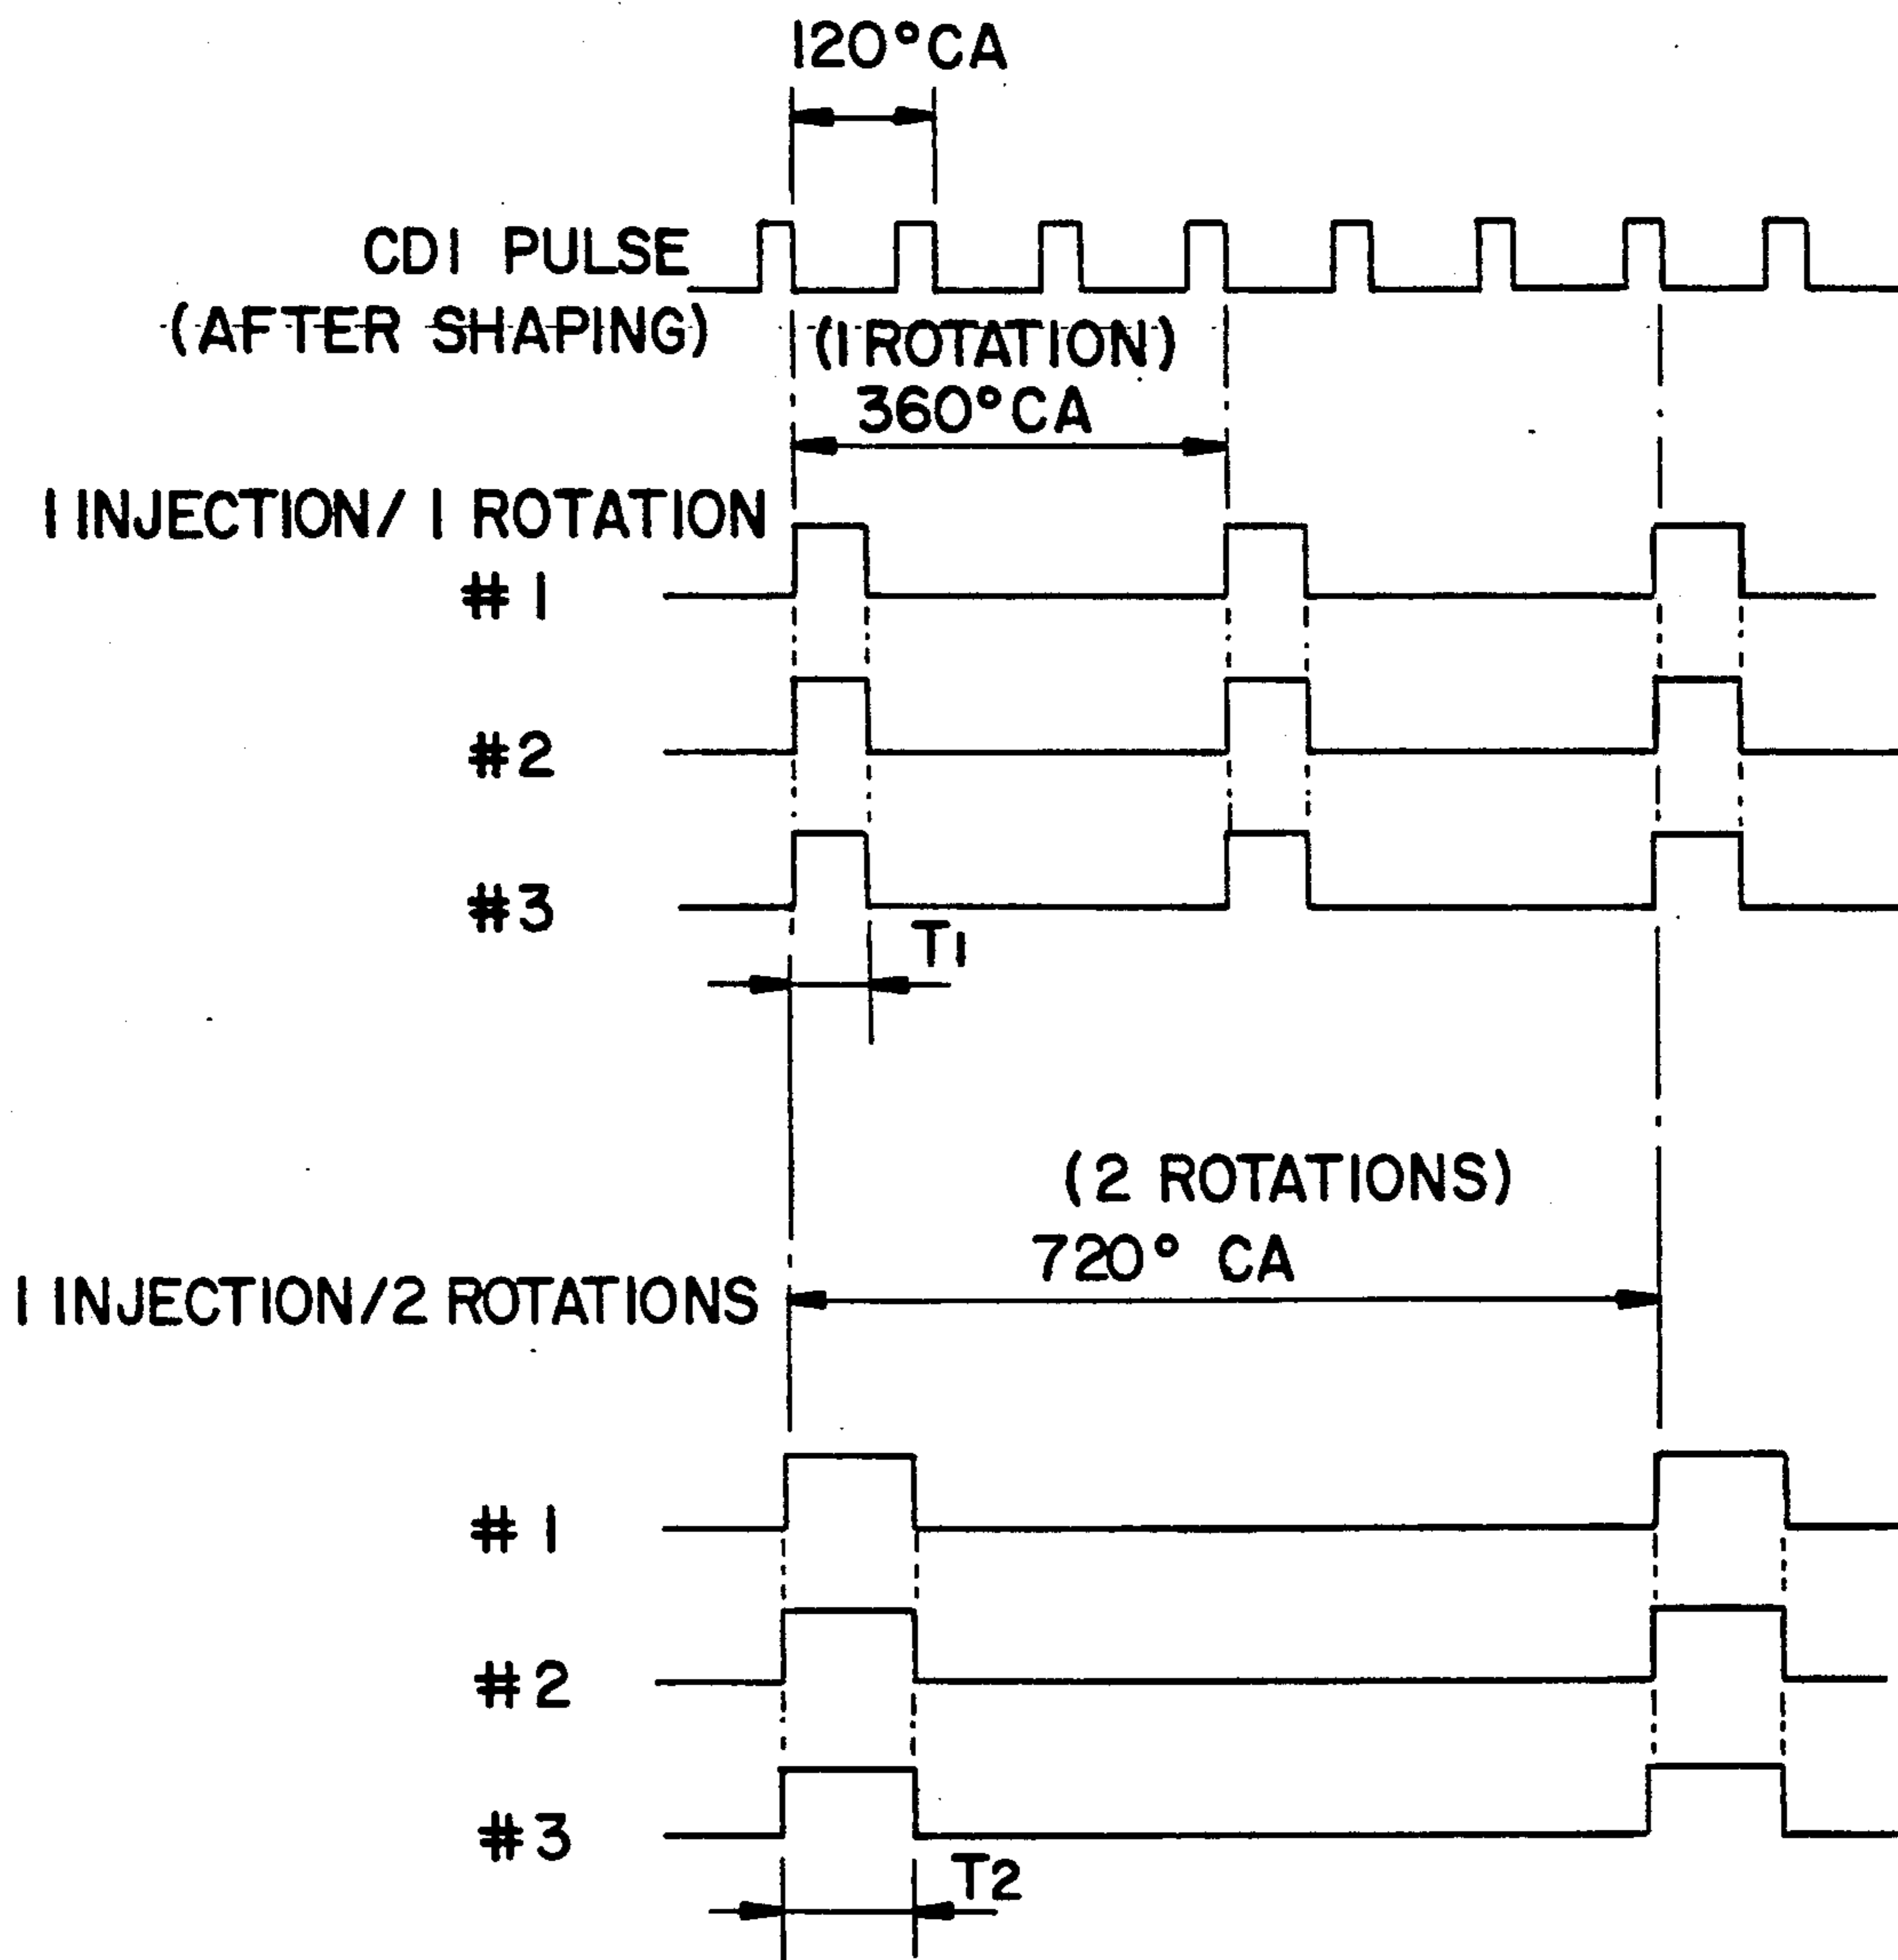 120°CA
CDI PULSE
(AFTER SHAPING)
(1 ROTATION)
360°CA
1 INJECTION/ 1 ROTATION
#1
#2
#3
T1
(2 ROTATIONS)
720° CA
1 INJECTION/2 ROTATIONS
#1
#2
#3
T2